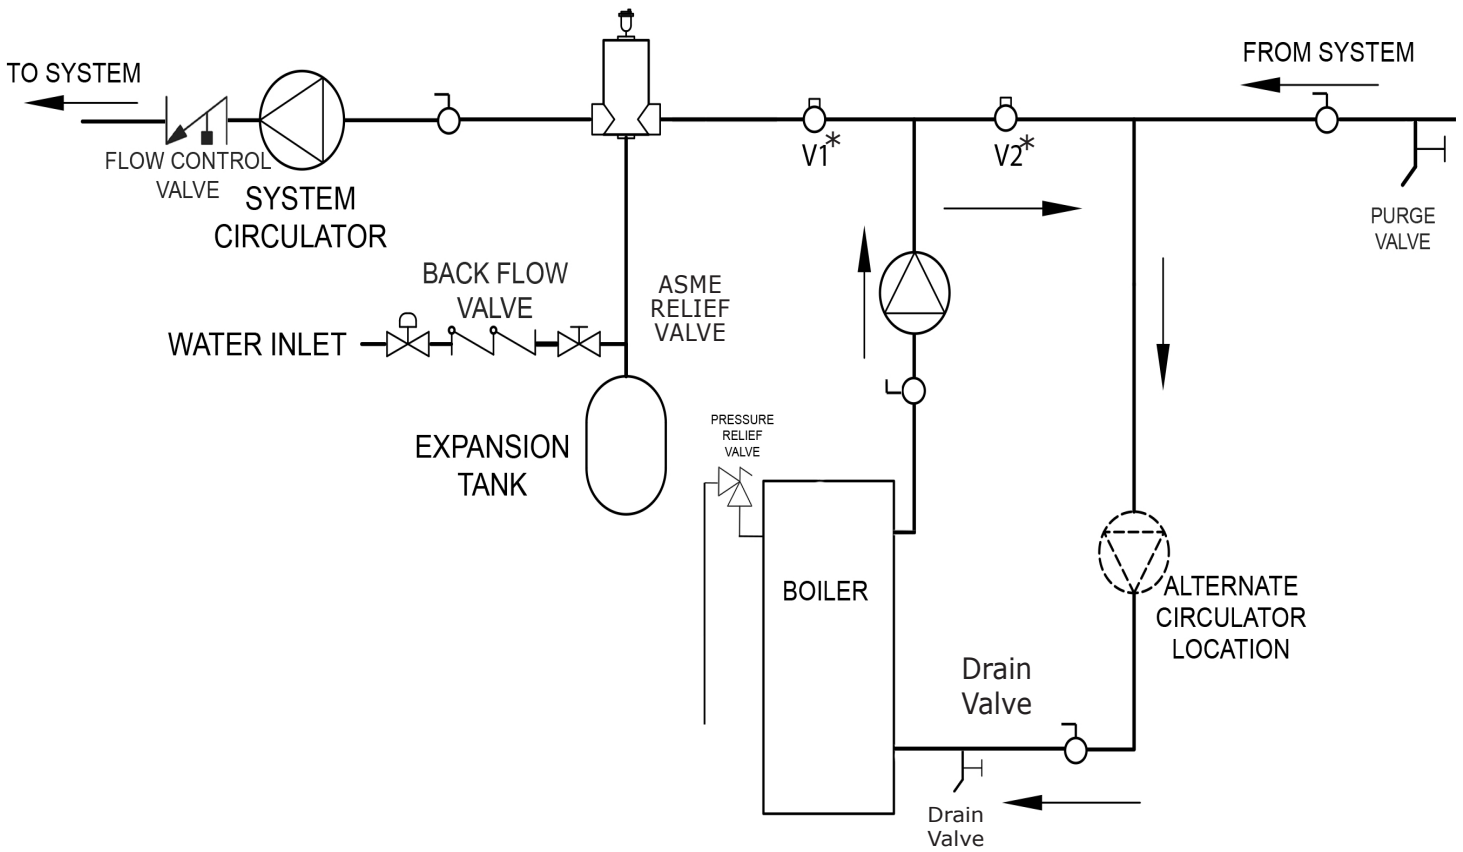 FROM SYSTEM
TO SYSTEM
V1*
V2*
FLOW CONTROL
VALVE
SYSTEM
CIRCULATOR
PURGE
VALVE
BACK FLOW
VALVE
ASME
RELIEF
VALVE
WATER INLET
EXPANSION
TANK
PRESSURE
RELIEF
VALVE
BOILER
ALTERNATE
CIRCULATOR
LOCATION
Drain
Valve
Drain
Valve